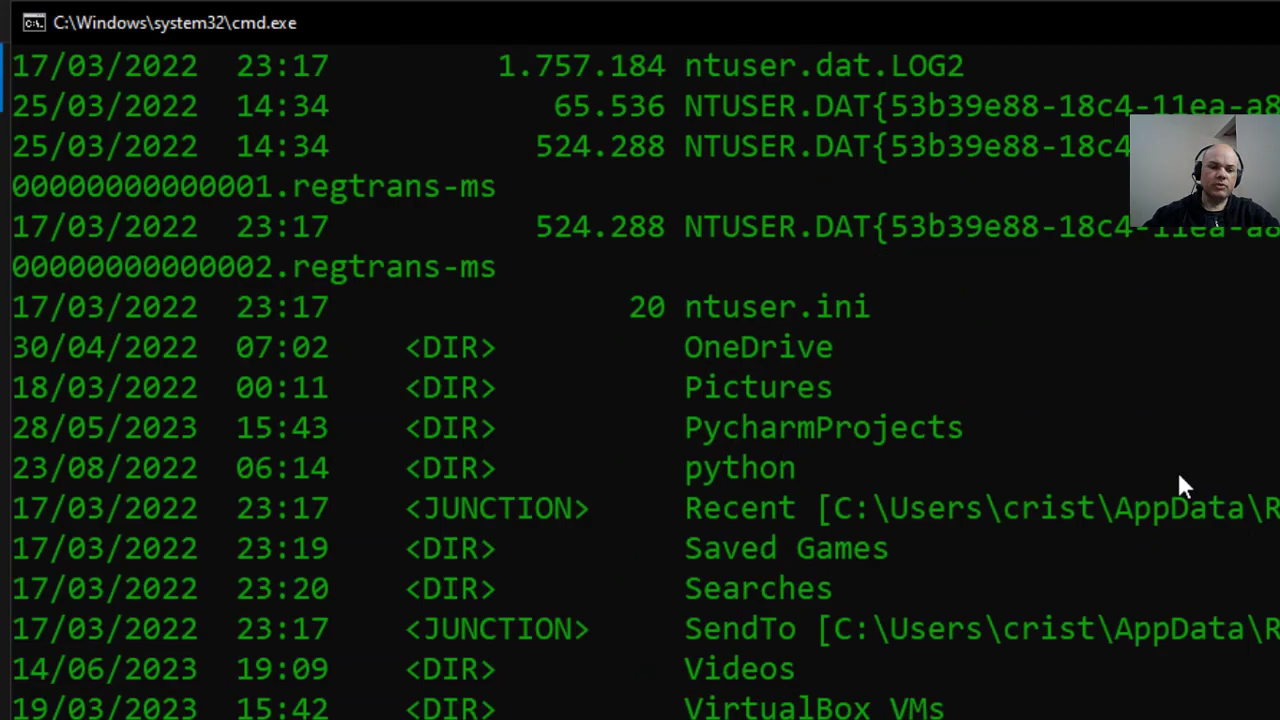 C:\Windows\system32\cmd.exe
17/03/2022 23:17 1.757.184 ntuser.dat.LOG2
25/03/2022 14:34 65.536 NTUSER.DAT{53b39e88-18c4-11ea-a8
25/03/2022 14:34 524.288 NTUSER.DAT{53b39e88-18c4-
00000000000001.regtrans-ms
17/03/2022 23:17 524.288 NTUSER.DAT{53b39e88-18c4-11ea-a8
00000000000002.regtrans-ms
17/03/2022 23:17 20 ntuser.ini
30/04/2022 07:02 <DIR> OneDrive
18/03/2022 00:11 <DIR> Pictures
28/05/2023 15:43 <DIR> PycharmProjects
23/08/2022 06:14 <DIR> python
17/03/2022 23:17 <JUNCTION> Recent [C:\Users\crist\AppData\R
17/03/2022 23:19 <DIR> Saved Games
17/03/2022 23:20 <DIR> Searches
17/03/2022 23:17 <JUNCTION> SendTo [C:\Users\crist\AppData\R
14/06/2023 19:09 <DIR> Videos
19/03/2023 15:42 <DIR> VirtualBox VMs